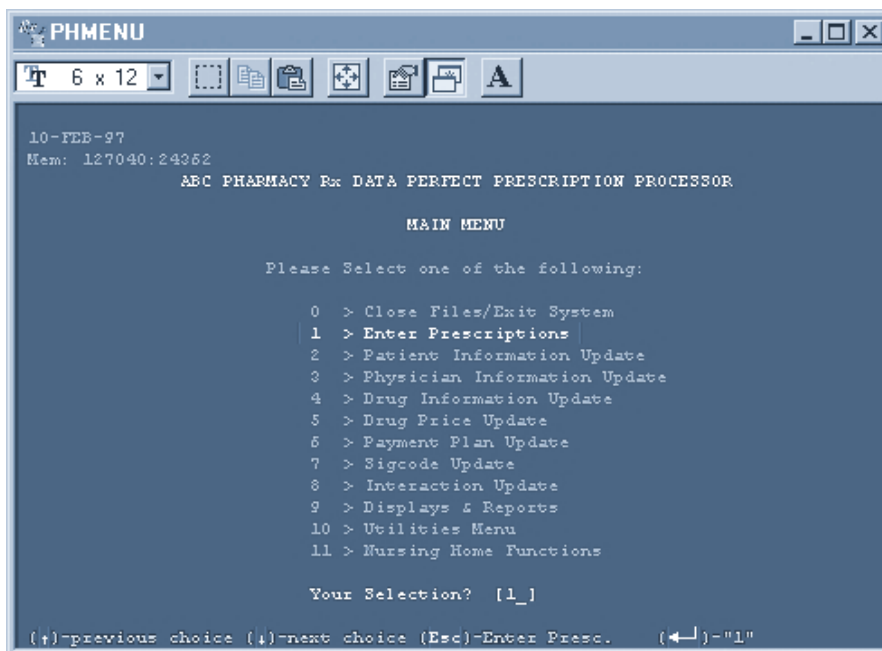 PHMENU
6 x 12
A
10-FEB-97
Mem: 127040:24352
ABC PHARMACY Rx DATA PERFECT PRESCRIPTION PROCESSOR
MAIN MENU
Please Select one of the following:
0 > Close Files/Exit System
1 > Enter Prescriptions
2 > Patient Information Update
3 > Physician Information Update
4 > Drug Information Update
5 > Drug Price Update
6 > Payment Plan Update
7 > Sigcode Update
8 > Interaction Update
9 > Displays & Reports
10 > Utilities Menu
11 > Nursing Home Functions
Your Selection? [1_]
(↑)-previous choice (↓)-next choice (Esc)-Enter Presc. (←┘)-"1"